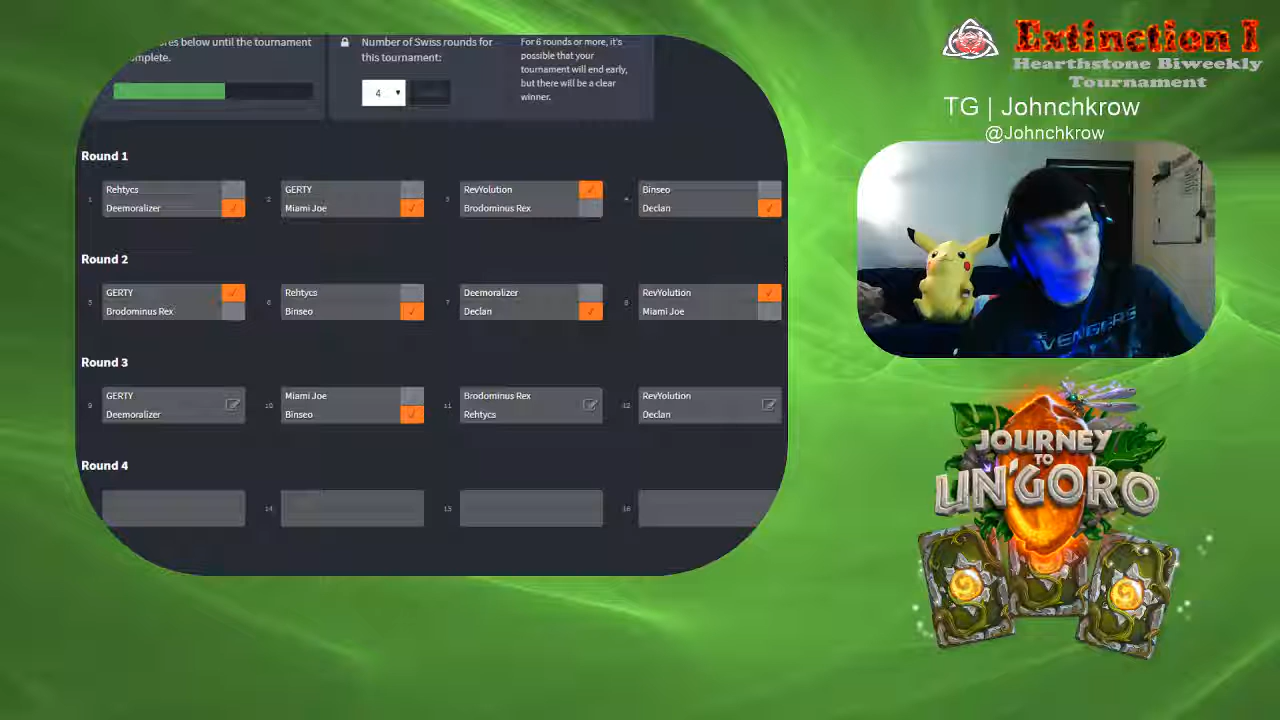 ores below until the tournament
omplete.
Number of Swiss rounds for
this tournament:
4
For 6 rounds or more, it's
possible that your
tournament will end early,
but there will be a clear
winner.
Extinction I
Hearthstone Biweekly
Tournament
TG | Johnchkrow
@Johnchkrow
Round 1
1 Rehtycs
Deemoralizer
2 GERTY
Miami Joe
3 RevYolution
Brodominus Rex
4 Binseo
Declan
Round 2
5 GERTY
Brodominus Rex
6 Rehtycs
Binseo
7 Deemoralizer
Declan
8 RevYolution
Miami Joe
Round 3
9 GERTY
Deemoralizer
10 Miami Joe
Binseo
11 Brodominus Rex
Rehtycs
12 RevYolution
Declan
Round 4
14
15
16
VENGERS
JOURNEY
TO
UN'GORO